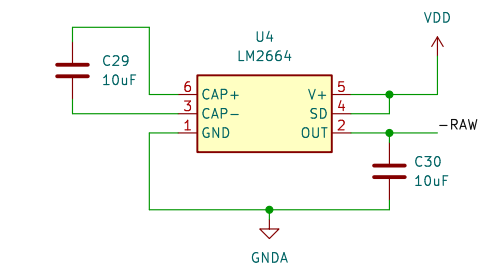 VDD
U4
LM2664
C29
10uF
6 CAP+ V+ 5
3 CAP- SD 4
1 GND OUT 2
-RAW
C30
10uF
GNDA